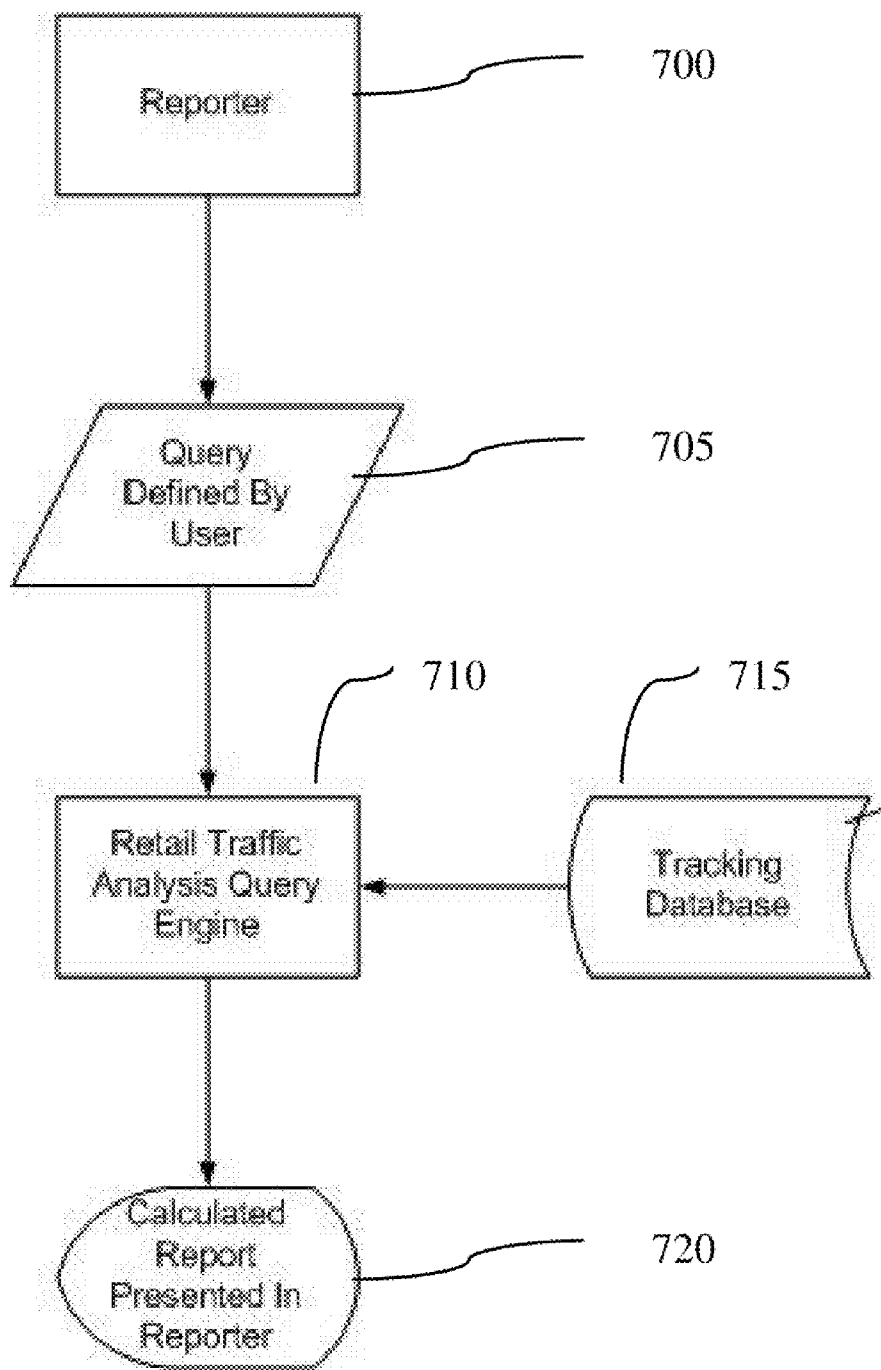 Reporter
700
Query
Defined By
User
705
710
715
Retail Traffic
Analysis Query
Engine
Tracking
Database
Calculated
Report
Presented In
Reporter
720